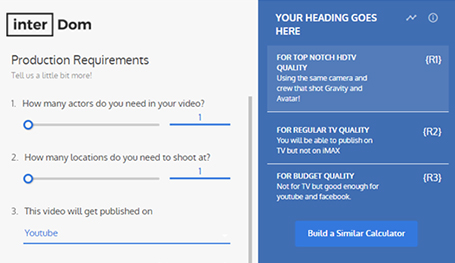 inter Dom
Production Requirements
Tell us a little bit more!
1. How many actors do you need in your video?
1
2. How many locations do you need to shoot at?
1
3. This video will get published on
Youtube
YOUR HEADING GOES
HERE
FOR TOP NOTCH HDTV
QUALITY
{R1}
Using the same camera and
crew that shot Gravity and
Avatar!
FOR REGULAR TV QUALITY
{R2}
You will be able to publish on
TV but not on iMAX
FOR BUDGET QUALITY
{R3}
Not for TV but good enough for
youtube and facebook.
Build a Similar Calculator